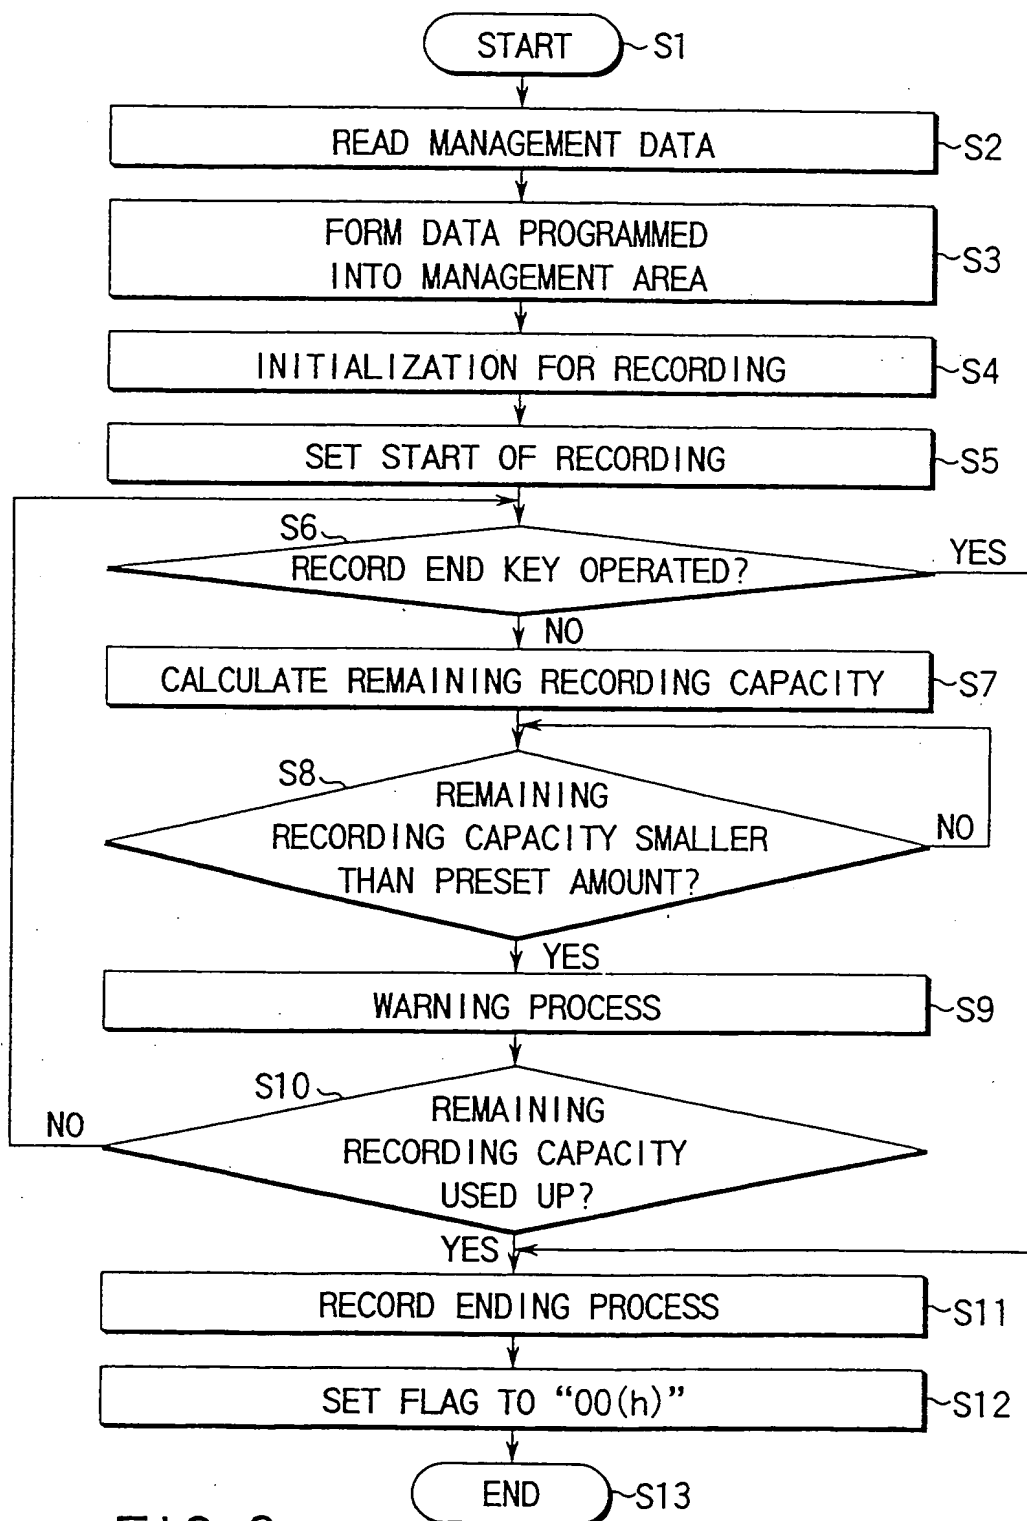 START
S1
READ MANAGEMENT DATA
S2
FORM DATA PROGRAMMED
INTO MANAGEMENT AREA
S3
INITIALIZATION FOR RECORDING
S4
SET START OF RECORDING
S5
S6
RECORD END KEY OPERATED?
YES
NO
CALCULATE REMAINING RECORDING CAPACITY
S7
S8
REMAINING
RECORDING CAPACITY SMALLER
THAN PRESET AMOUNT?
NO
YES
WARNING PROCESS
S9
S10
REMAINING
RECORDING CAPACITY
USED UP?
NO
YES
RECORD ENDING PROCESS
S11
SET FLAG TO “00(h)”
S12
END
S13